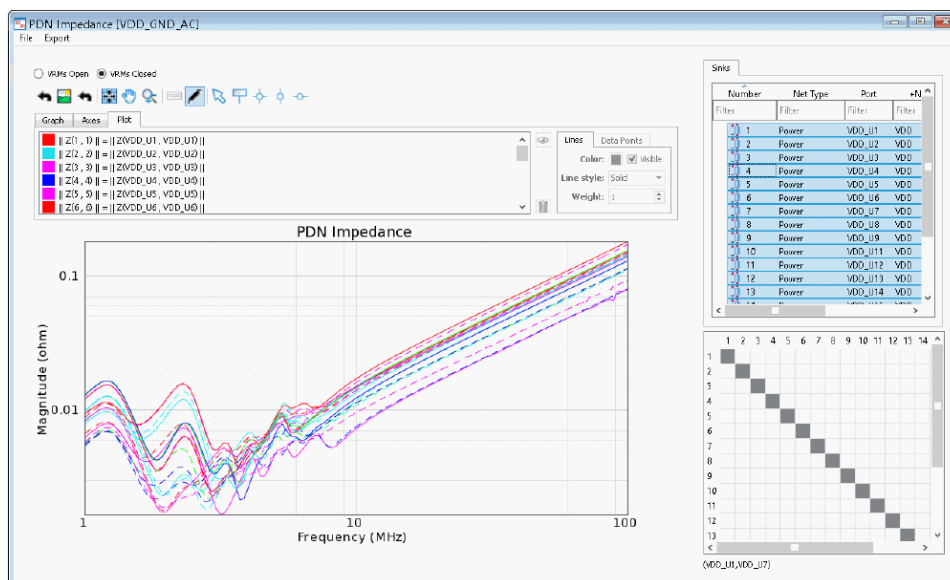 PDN Impedance [VDD_GND_AC]
File Export
VRMs Open VRMs Closed
Graph Axes Plot
|| Z(1 , 1) || = || Z(VDD_U1 , VDD_U1) ||
|| Z(2 , 2) || = || Z(VDD_U2 , VDD_U2) ||
|| Z(3 , 3) || = || Z(VDD_U3 , VDD_U3) ||
|| Z(4 , 4) || = || Z(VDD_U4 , VDD_U4) ||
|| Z(5 , 5) || = || Z(VDD_U5 , VDD_U5) ||
|| Z(6 , 6) || = || Z(VDD_U6 , VDD_U6) ||
Lines Data Points
Color: Visible
Line style: Solid
Weight: 1
PDN Impedance
0.1
0.01
Magnitude (ohm)
1 10 100
Frequency (MHz)
Sinks
Number Net Type Port +N
Filter Filter Filter Filter
1 Power VDD_U1 VDD
2 Power VDD_U2 VDD
3 Power VDD_U3 VDD
4 Power VDD_U4 VDD
5 Power VDD_U5 VDD
6 Power VDD_U6 VDD
7 Power VDD_U7 VDD
8 Power VDD_U8 VDD
9 Power VDD_U9 VDD
10 Power VDD_U11 VDD
11 Power VDD_U12 VDD
12 Power VDD_U13 VDD
13 Power VDD_U14 VDD
1 2 3 4 5 6 7 8 9 10 11 12 13 14
1
2
3
4
5
6
7
8
9
10
11
12
13
(VDD_U1,VDD_U7)